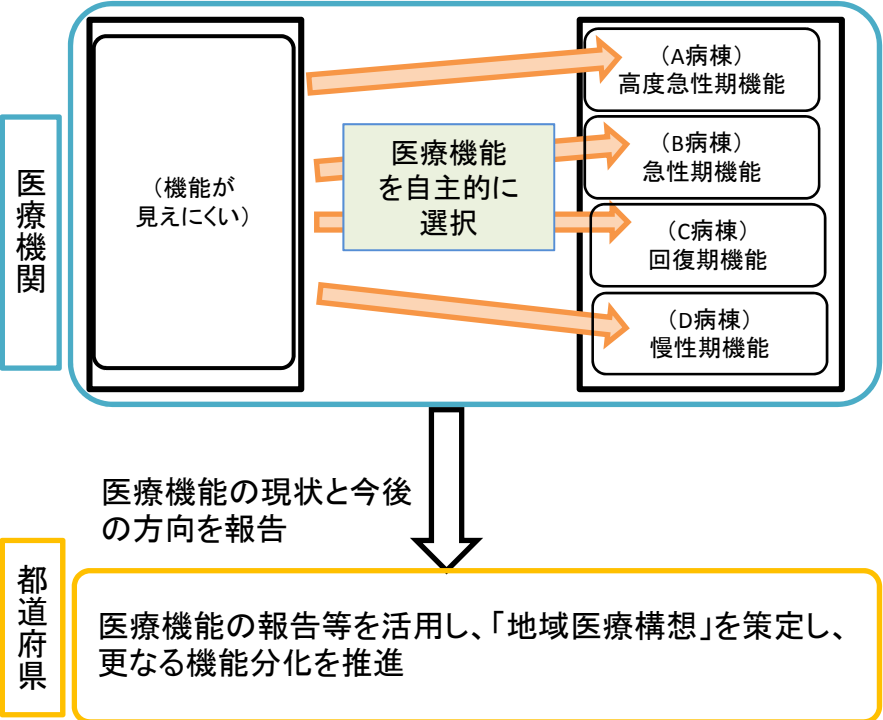 医療機関
(機能が
見えにくい)
医療機能
を自主的に
選択
(A病棟)
高度急性期機能
(B病棟)
急性期機能
(C病棟)
回復期機能
(D病棟)
慢性期機能
医療機能の現状と今後
の方向を報告
都道府県
医療機能の報告等を活用し、「地域医療構想」を策定し、
更なる機能分化を推進